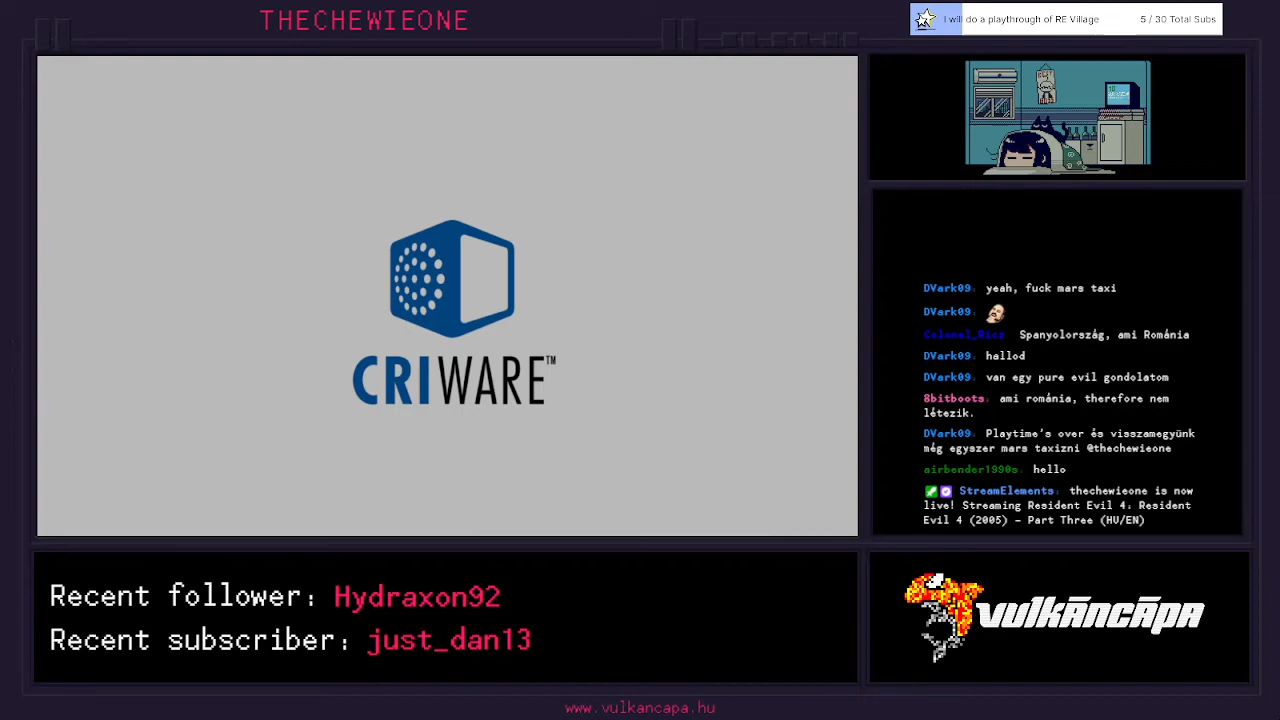 THECHEWIEONE
I will do a playthrough of RE Village 5 / 30 Total Subs
CRIWARE™
DVark09: yeah, fuck mars taxi
DVark09:
Colonel_Rios: Spanyolország, ami Románia
DVark09: hallod
DVark09: van egy pure evil gondolatom
8bitboots: ami románia, therefore nem
létezik.
DVark09: Playtime's over és visszamegyünk
még egyszer mars taxizni @thechewieone
airbender1990s: hello
StreamElements: thechewieone is now
live! Streaming Resident Evil 4: Resident
Evil 4 (2005) - Part Three (HU/EN)
Recent follower: Hydraxon92
Recent subscriber: just_dan13
vulkáncápa
www.vulkancapa.hu